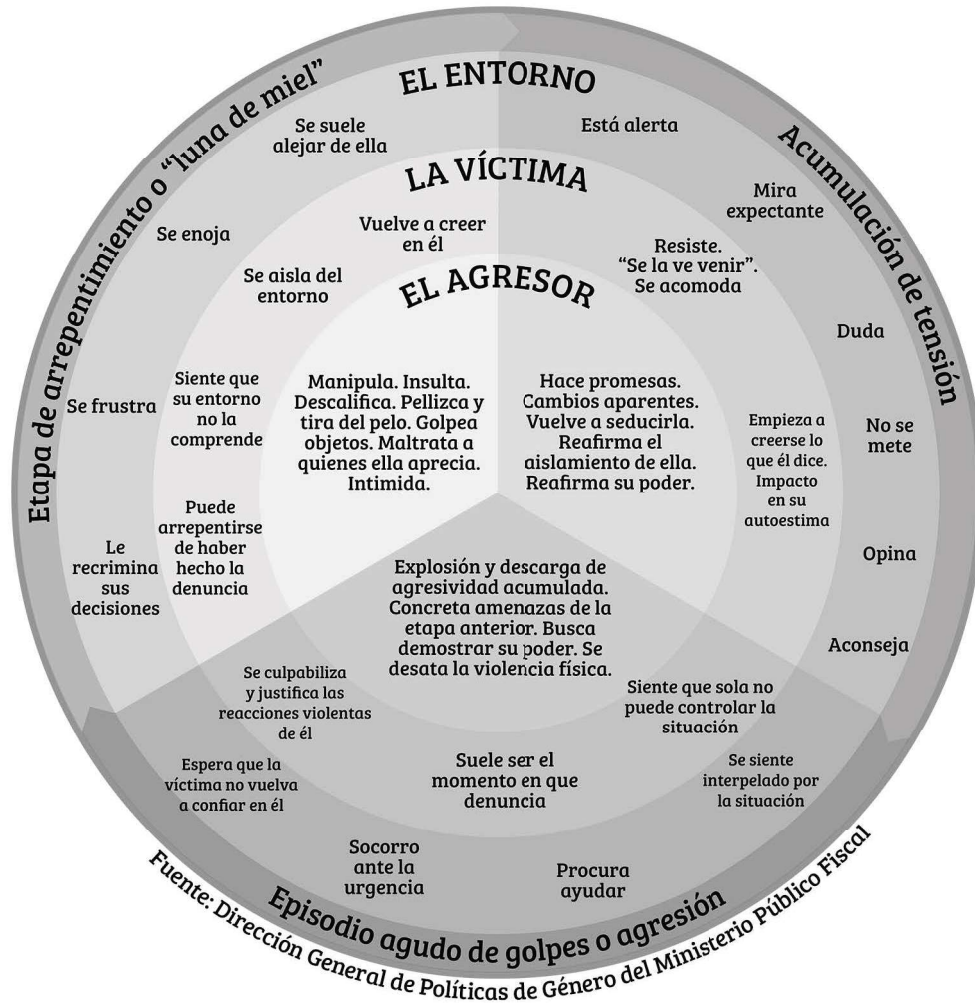 EL ENTORNO
Se suele
alejar de ella
Está alerta
Etapa de arrepentimiento o “luna de miel”
Acumulación de tensión
LA VÍCTIMA
Mira
expectante
Se enoja
Vuelve a creer
en él
Resiste.
“Se la ve venir”.
Se acomoda
Se aisla del
entorno
EL AGRESOR
Duda
Se frustra
Siente que
su entorno
no la
comprende
Manipula. Insulta.
Descalifica. Pellizca y
tira del pelo. Golpea
objetos. Maltrata a
quienes ella aprecia.
Intimida.
Hace promesas.
Cambios aparentes.
Vuelve a seducirla.
Reafirma el
aislamiento de ella.
Reafirma su poder.
Empieza a
creerse lo
que él dice.
Impacto
en su
autoestima
No se
mete
Puede
arrepentirse
de haber
hecho la
denuncia
Le
recrimina
sus
decisiones
Opina
Aconseja
Explosión y descarga de
agresividad acumulada.
Concreta amenazas de la
etapa anterior. Busca
demostrar su poder. Se
desata la violencia física.
Se culpabiliza
y justifica las
reacciones violentas
de él
Siente que sola no
puede controlar la
situación
Espera que la
víctima no vuelva
a confiar en él
Suele ser el
momento en que
denuncia
Se siente
interpelado por
la situación
Socorro
ante la
urgencia
Procura
ayudar
Episodio agudo de golpes o agresión
Fuente: Dirección General de Políticas de Género del Ministerio Público Fiscal